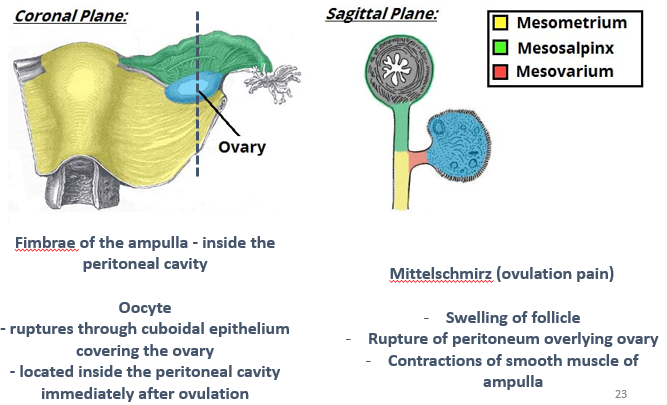 Coronal Plane:
Sagittal Plane:
Mesometrium
Mesosalpinx
Mesovarium
Ovary
Fimbrae of the ampulla - inside the
peritoneal cavity
Oocyte
- ruptures through cuboidal epithelium
covering the ovary
- located inside the peritoneal cavity
immediately after ovulation
Mittelschmirz (ovulation pain)
- Swelling of follicle
- Rupture of peritoneum overlying ovary
- Contractions of smooth muscle of
ampulla
23